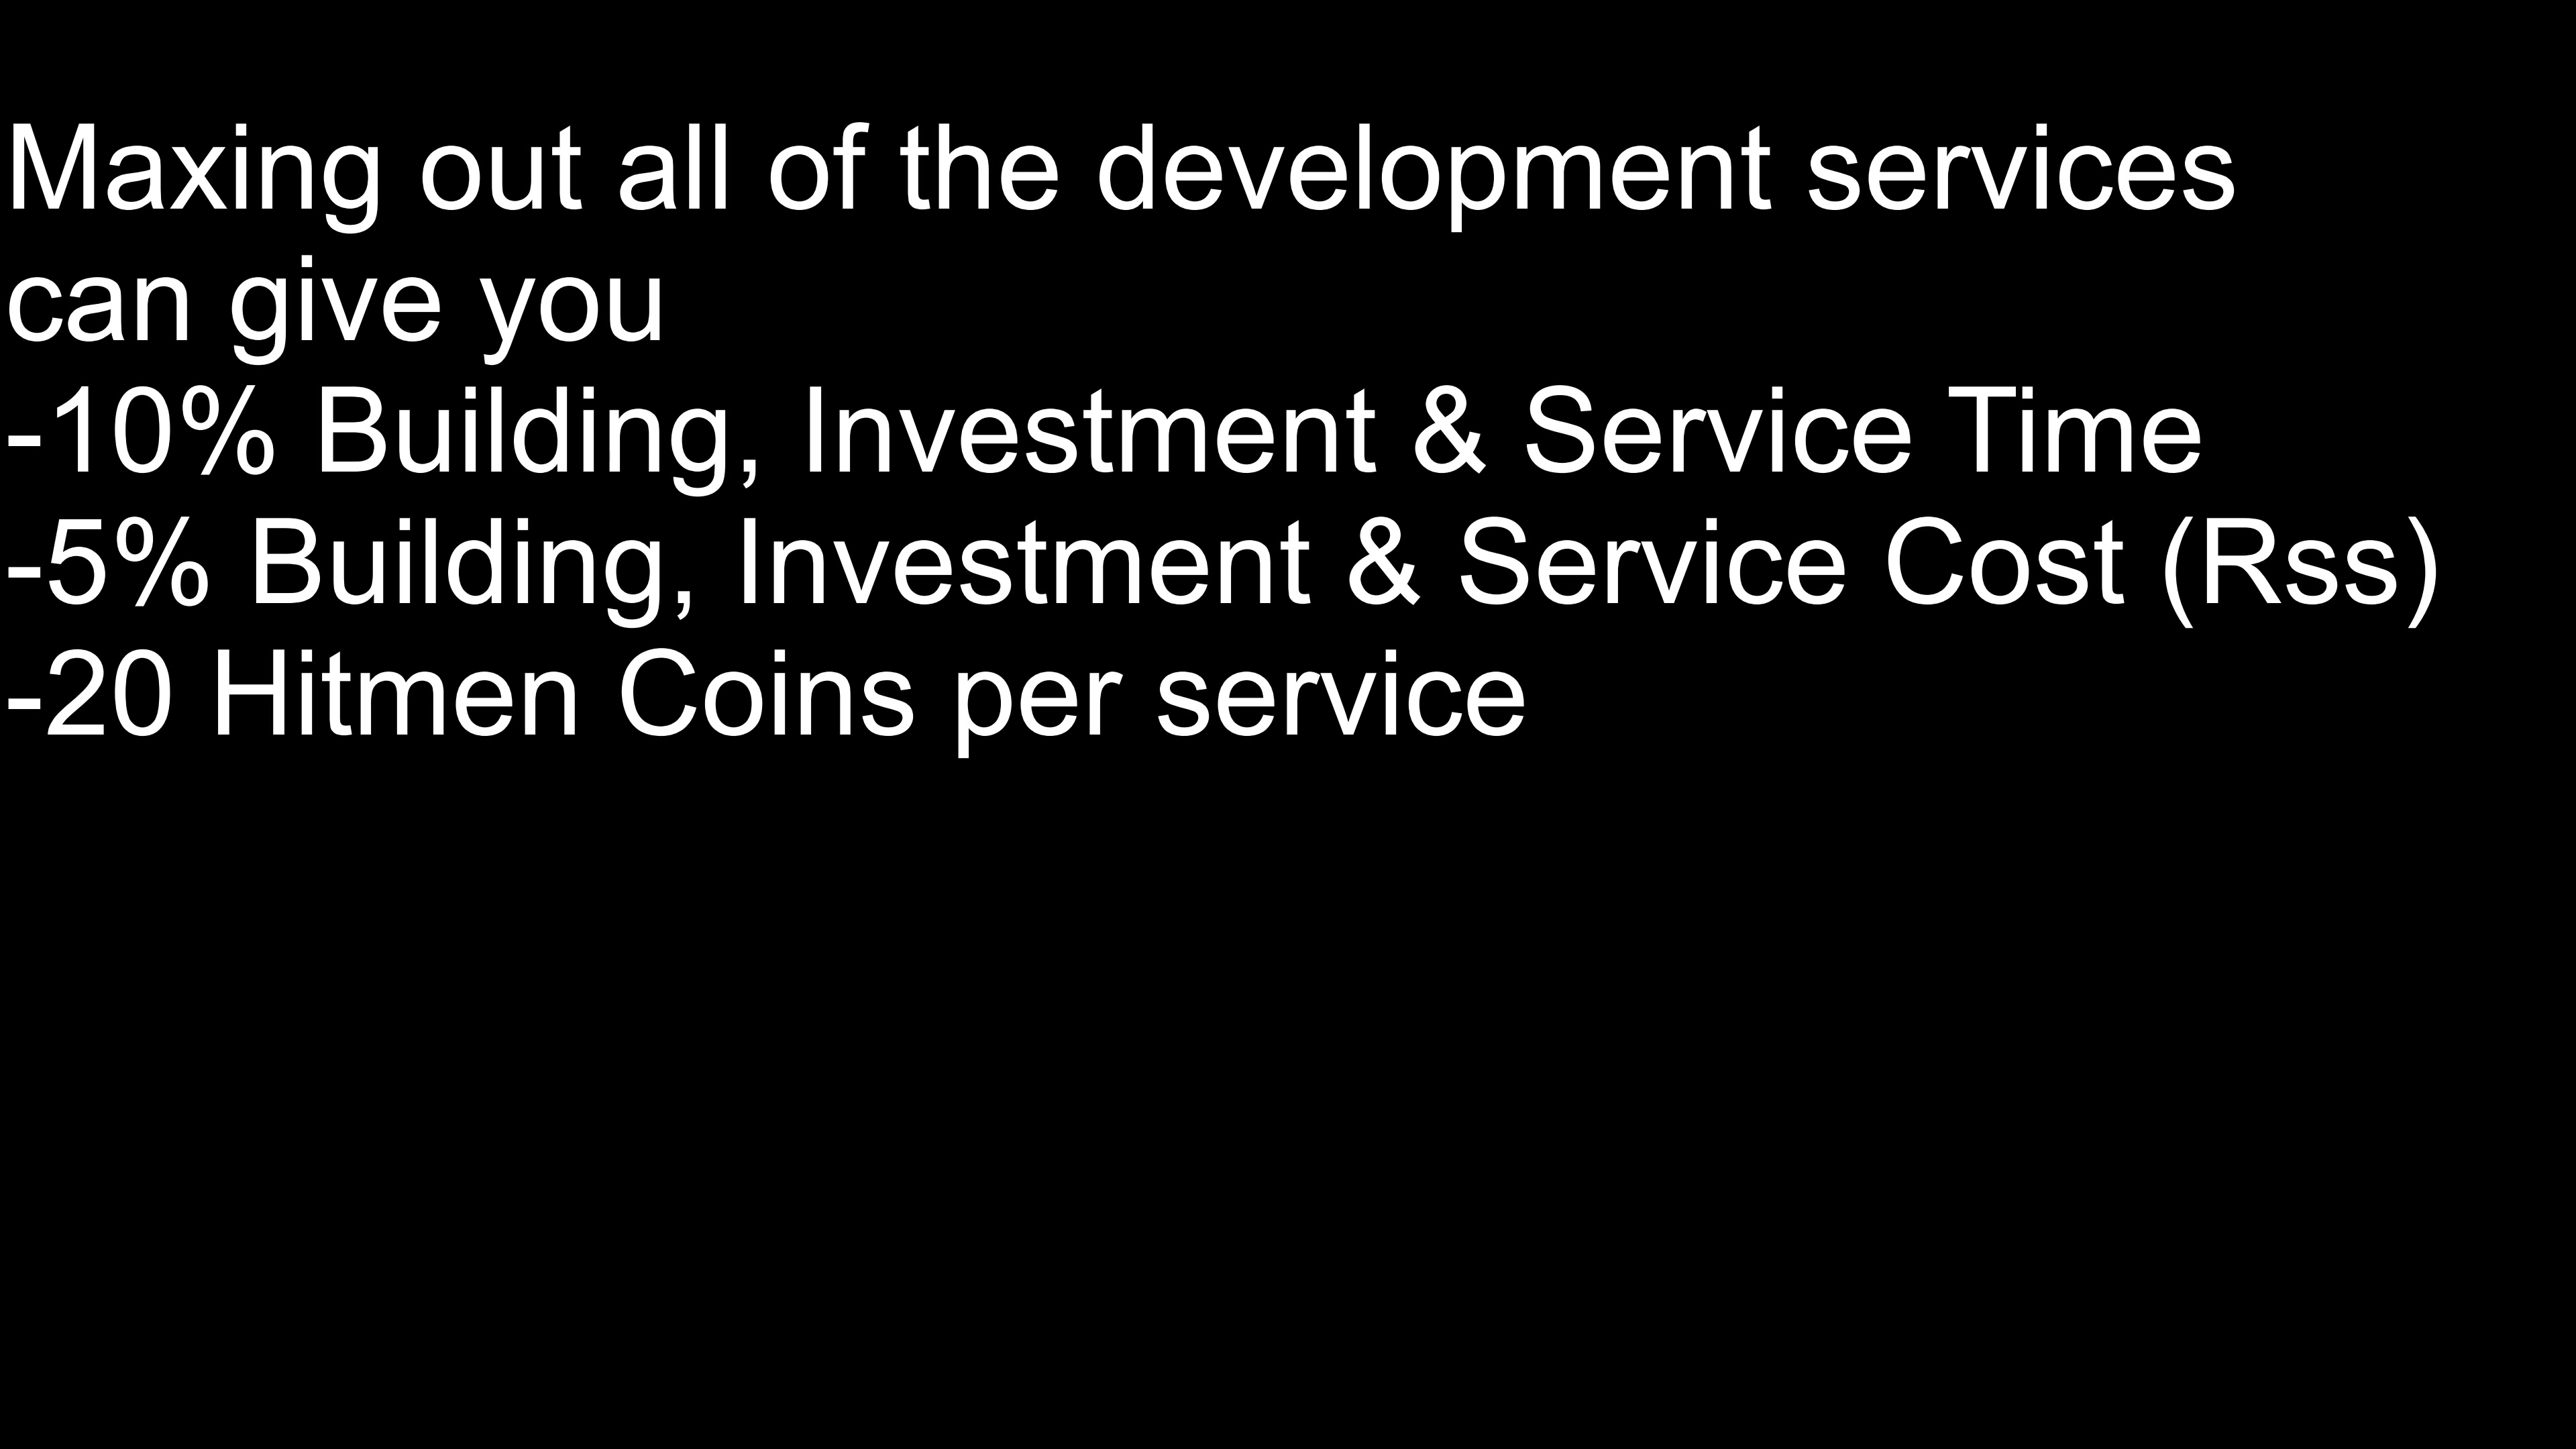 Maxing out all of the development services
can give you
-10% Building, Investment & Service Time
-5% Building, Investment & Service Cost (Rss)
-20 Hitmen Coins per service